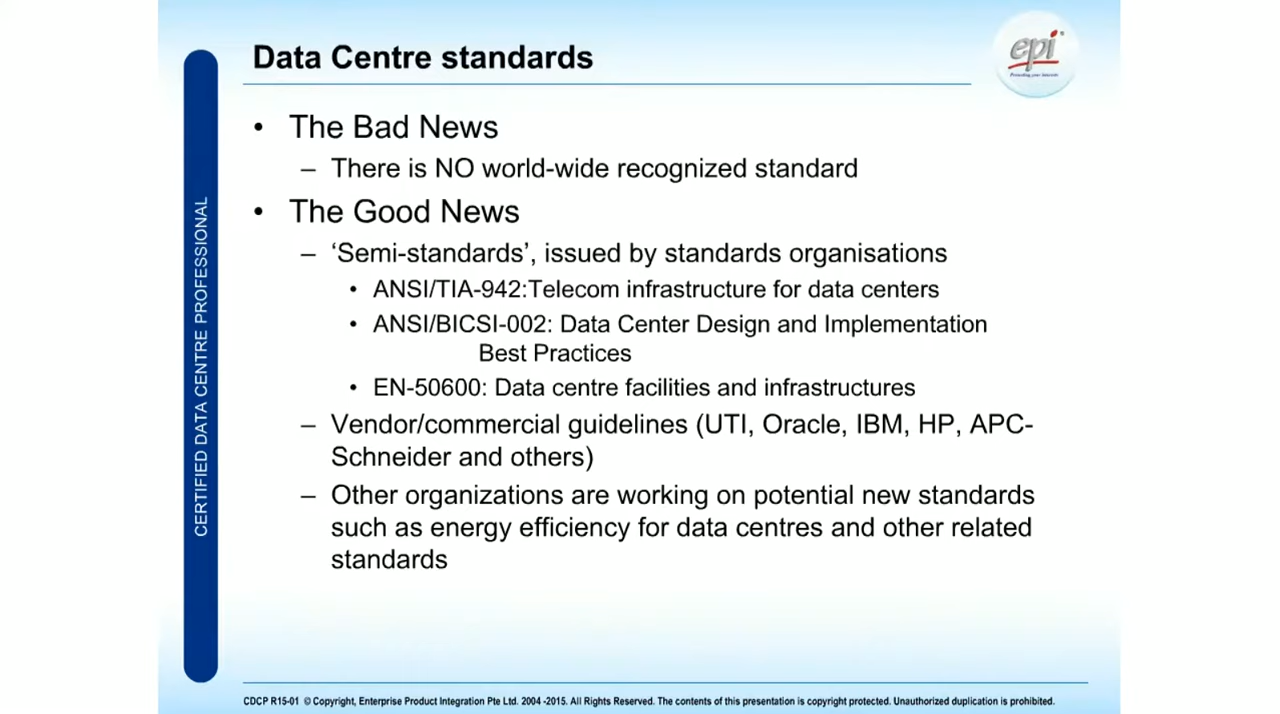 Data Centre standards
epi
• The Bad News
– There is NO world-wide recognized standard
• The Good News
– ‘Semi-standards’, issued by standards organisations
• ANSI/TIA-942:Telecom infrastructure for data centers
• ANSI/BICSI-002: Data Center Design and Implementation
Best Practices
• EN-50600: Data centre facilities and infrastructures
– Vendor/commercial guidelines (UTI, Oracle, IBM, HP, APC-
Schneider and others)
– Other organizations are working on potential new standards
such as energy efficiency for data centres and other related
standards
CERTIFIED DATA CENTRE PROFESSIONAL
CDCP R15-01 © Copyright, Enterprise Product Integration Pte Ltd. 2004 -2015. All Rights Reserved. The contents of this presentation is copyright protected. Unauthorized duplication is prohibited.